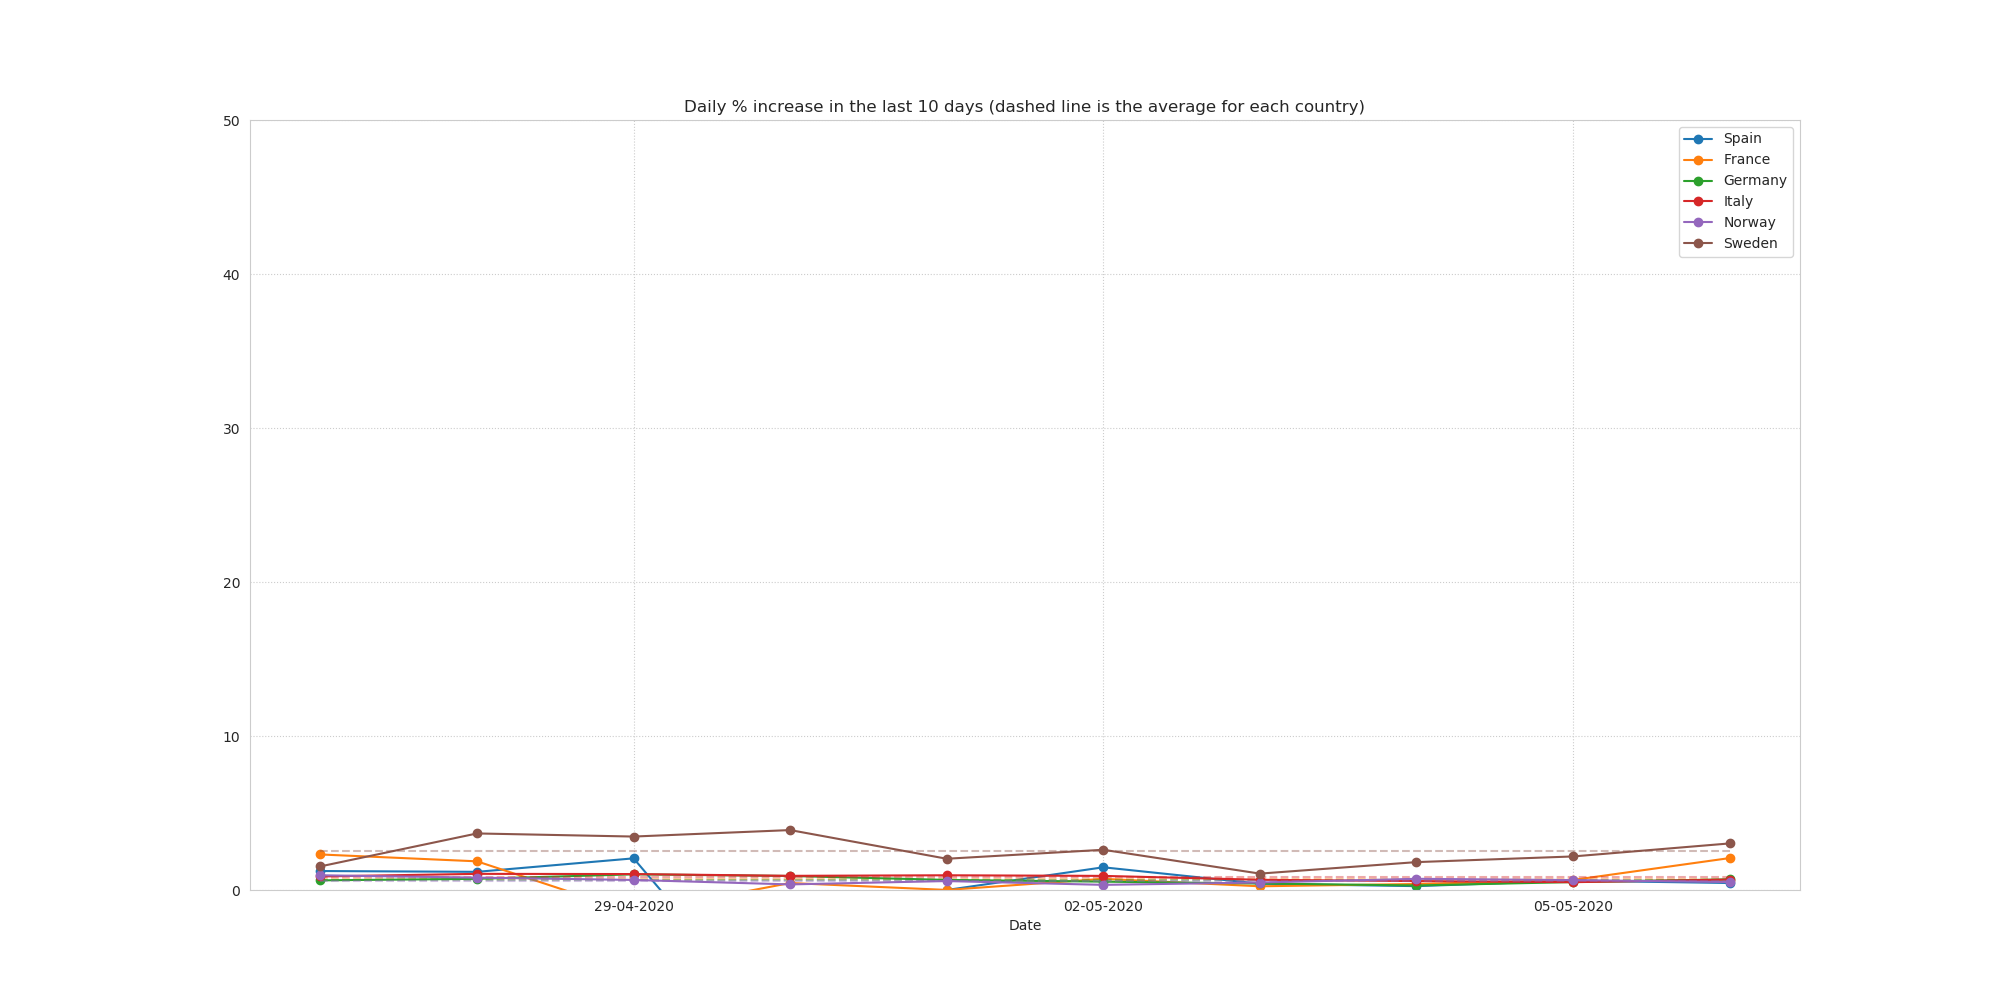 Daily % increase in the last 10 days (dashed line is the average for each country)
50
40
30
20
10
0
Spain
France
Germany
Italy
Norway
Sweden
29-04-2020
02-05-2020
05-05-2020
Date